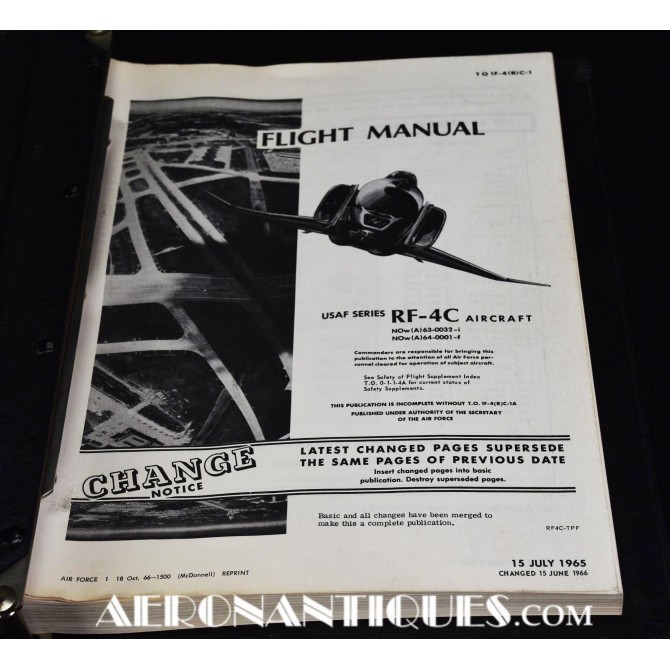 T O 1F-4(R)C-1
FLIGHT MANUAL
USAF SERIES RF-4C AIRCRAFT
NOw(A)63-0032-i
NOw(A)64-0001-f
Commanders are responsible for bringing this
publication to the attention of all Air Force per-
sonnel cleared for operation of subject aircraft.
See Safety of Flight Supplement Index
T.O. 0-1-1-4A for current status of
Safety Supplements.
THIS PUBLICATION IS INCOMPLETE WITHOUT T.O. 1F-4(R)C-1A
PUBLISHED UNDER AUTHORITY OF THE SECRETARY
OF THE AIR FORCE
CHANGE
NOTICE
LATEST CHANGED PAGES SUPERSEDE
THE SAME PAGES OF PREVIOUS DATE
Insert changed pages into basic
publication. Destroy superseded pages.
Basic and all changes have been merged to
make this a complete publication.
RF4C-TPF
15 JULY 1965
CHANGED 15 JUNE 1966
AIR FORCE 1 18 Oct. 66—1500 (McDonnell) REPRINT
AERONANTIQUES.COM